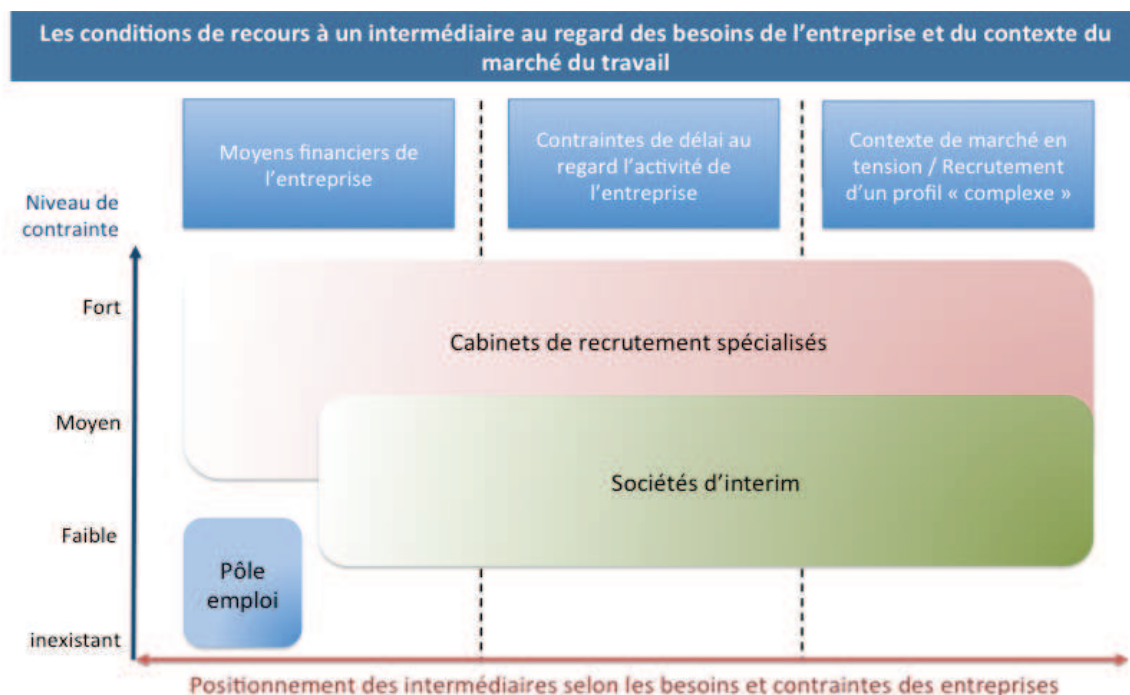 Les conditions de recours à un intermédiaire au regard des besoins de l’entreprise et du contexte du
marché du travail
Moyens financiers de
l’entreprise
Contraintes de délai au
regard l’activité de
l’entreprise
Contexte de marché en
tension / Recrutement
d’un profil « complexe »
Niveau de
contrainte
Fort
Cabinets de recrutement spécialisés
Moyen
Sociétés d’interim
Faible
Pôle
emploi
inexistant
Positionnement des intermédiaires selon les besoins et contraintes des entreprises